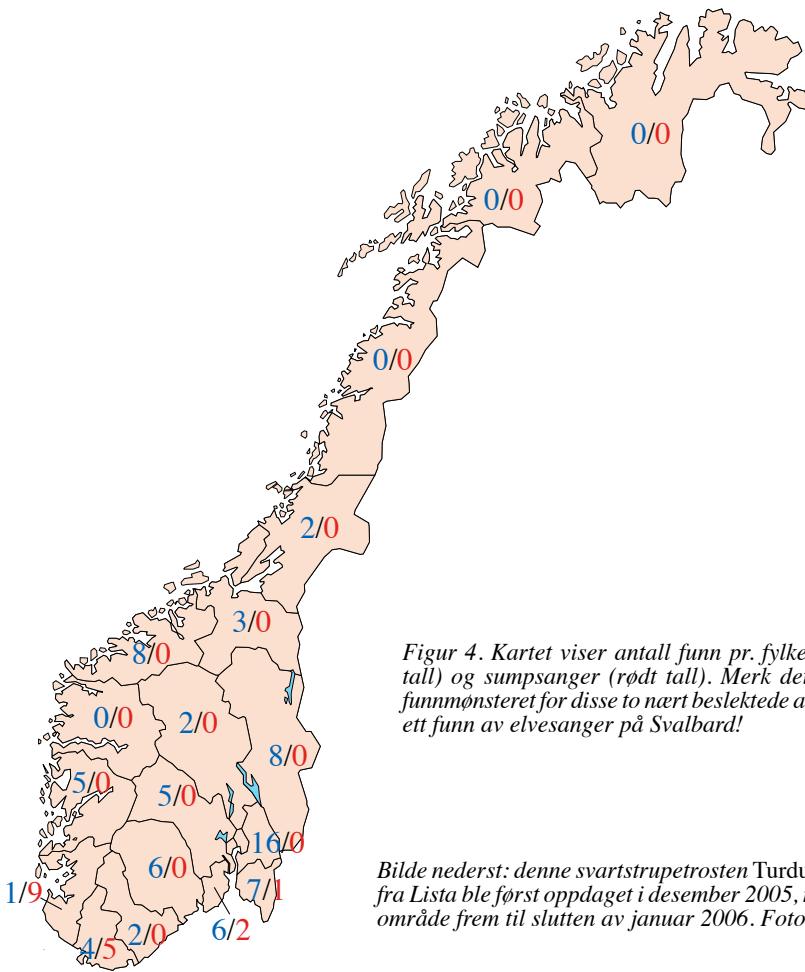 0/0
0/0
0/0
2/0
3/0
8/0
0/0
2/0
8/0
5/0
5/0
16/0
6/0
7/1
1/9
6/2
2/0
4/5
Figur 4. Kartet viser antall funn pr. fylke
tall) og sumpsanger (rødt tall). Merk
funnmønsteret for disse to nært beslektede
ett funn av elvesanger på Svalbard!
Bilde nederst: denne svartstrupetrosten
fra Lista ble først oppdaget i desember 2005,
område frem til slutten av januar 2006. Foto